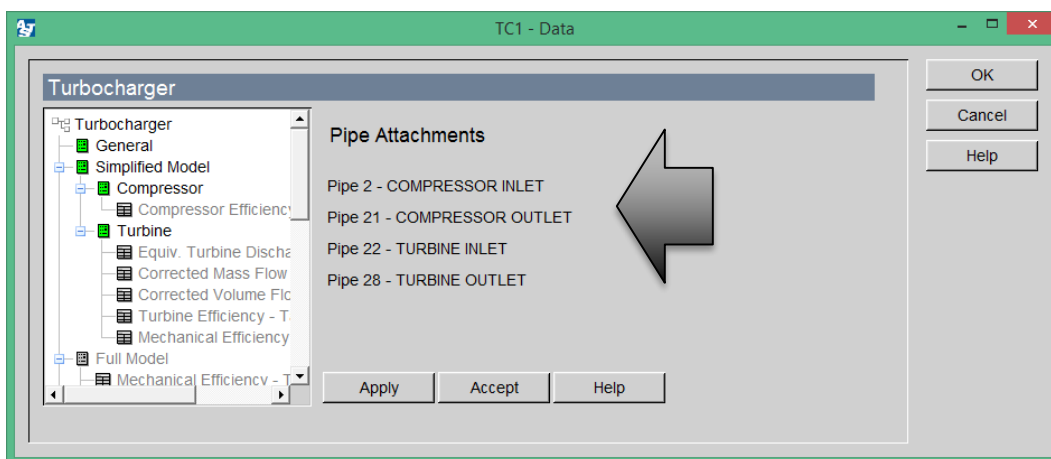 TC1 - Data
Turbocharger
Turbocharger
General
Simplified Model
Compressor
Compressor Efficiency
Turbine
Equiv. Turbine Discha
Corrected Mass Flow
Corrected Volume Flo
Turbine Efficiency - T
Mechanical Efficiency
Full Model
Mechanical Efficiency - T
Pipe Attachments
Pipe 2 - COMPRESSOR INLET
Pipe 21 - COMPRESSOR OUTLET
Pipe 22 - TURBINE INLET
Pipe 28 - TURBINE OUTLET
Apply
Accept
Help
OK
Cancel
Help